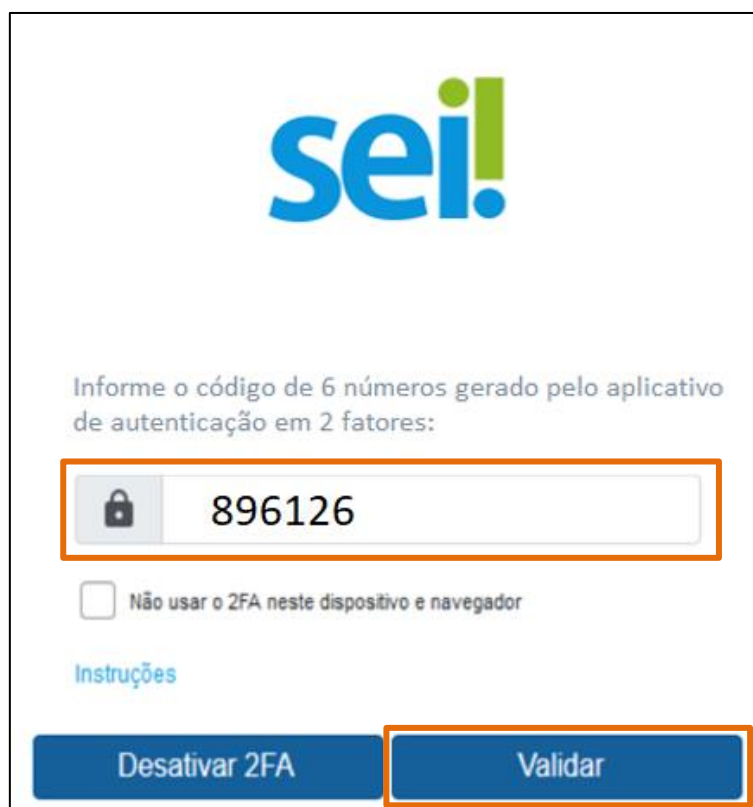 sei!
Informe o código de 6 números gerado pelo aplicativo
de autenticação em 2 fatores:
896126
Não usar o 2FA neste dispositivo e navegador
Instruções
Desativar 2FA
Validar